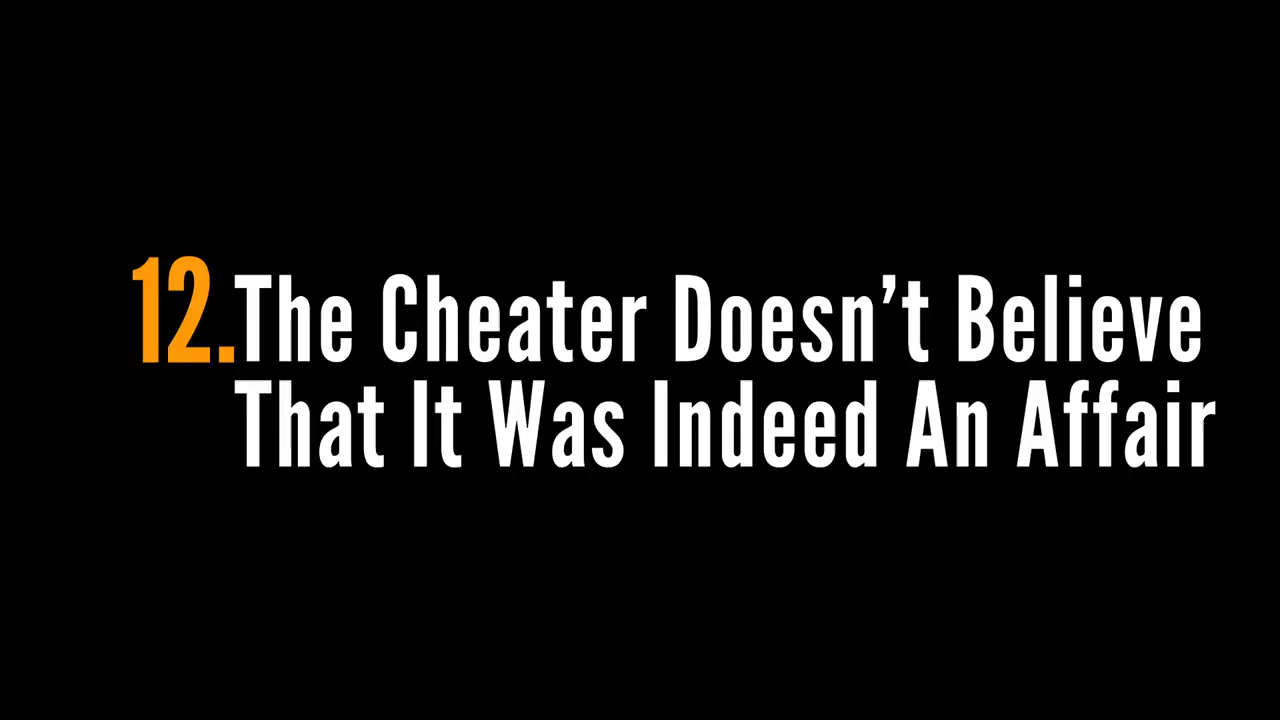 12. The Cheater Doesn’t Believe
That It Was Indeed An Affair